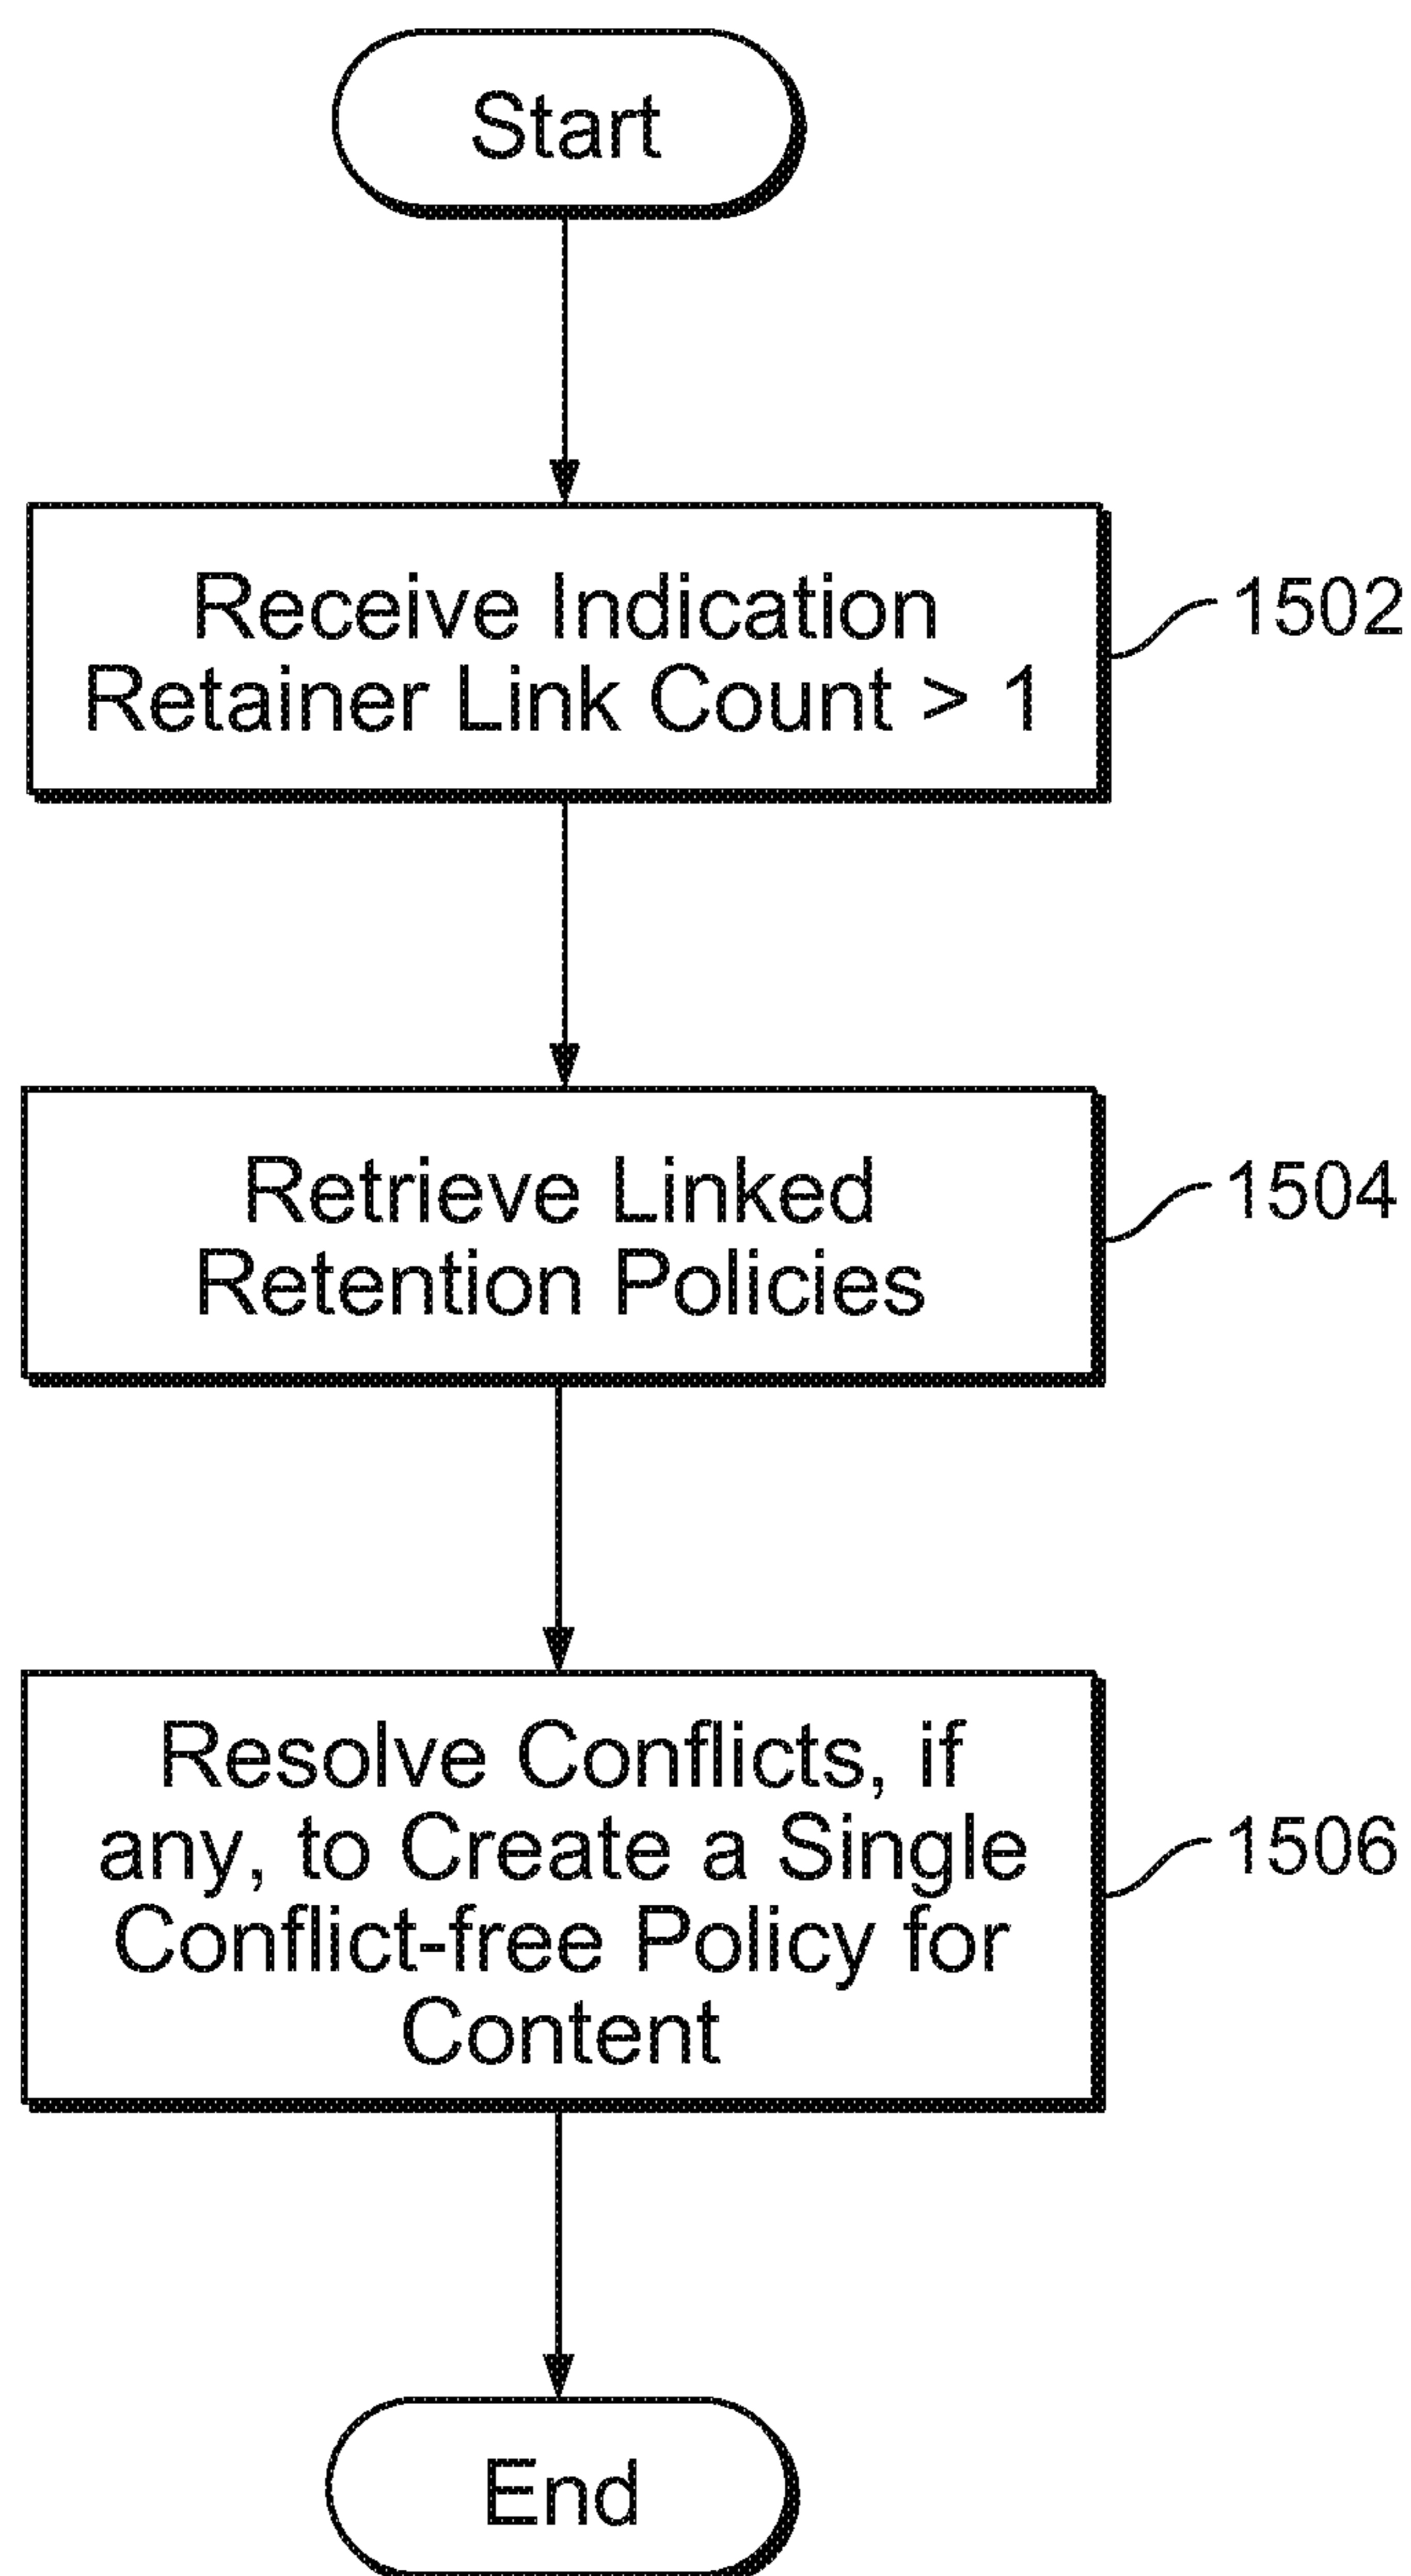 Start
Receive Indication
Retainer Link Count > 1
1502
Retrieve Linked
Retention Policies
1504
Resolve Conflicts, if
any, to Create a Single
Conflict-free Policy for
Content
1506
End